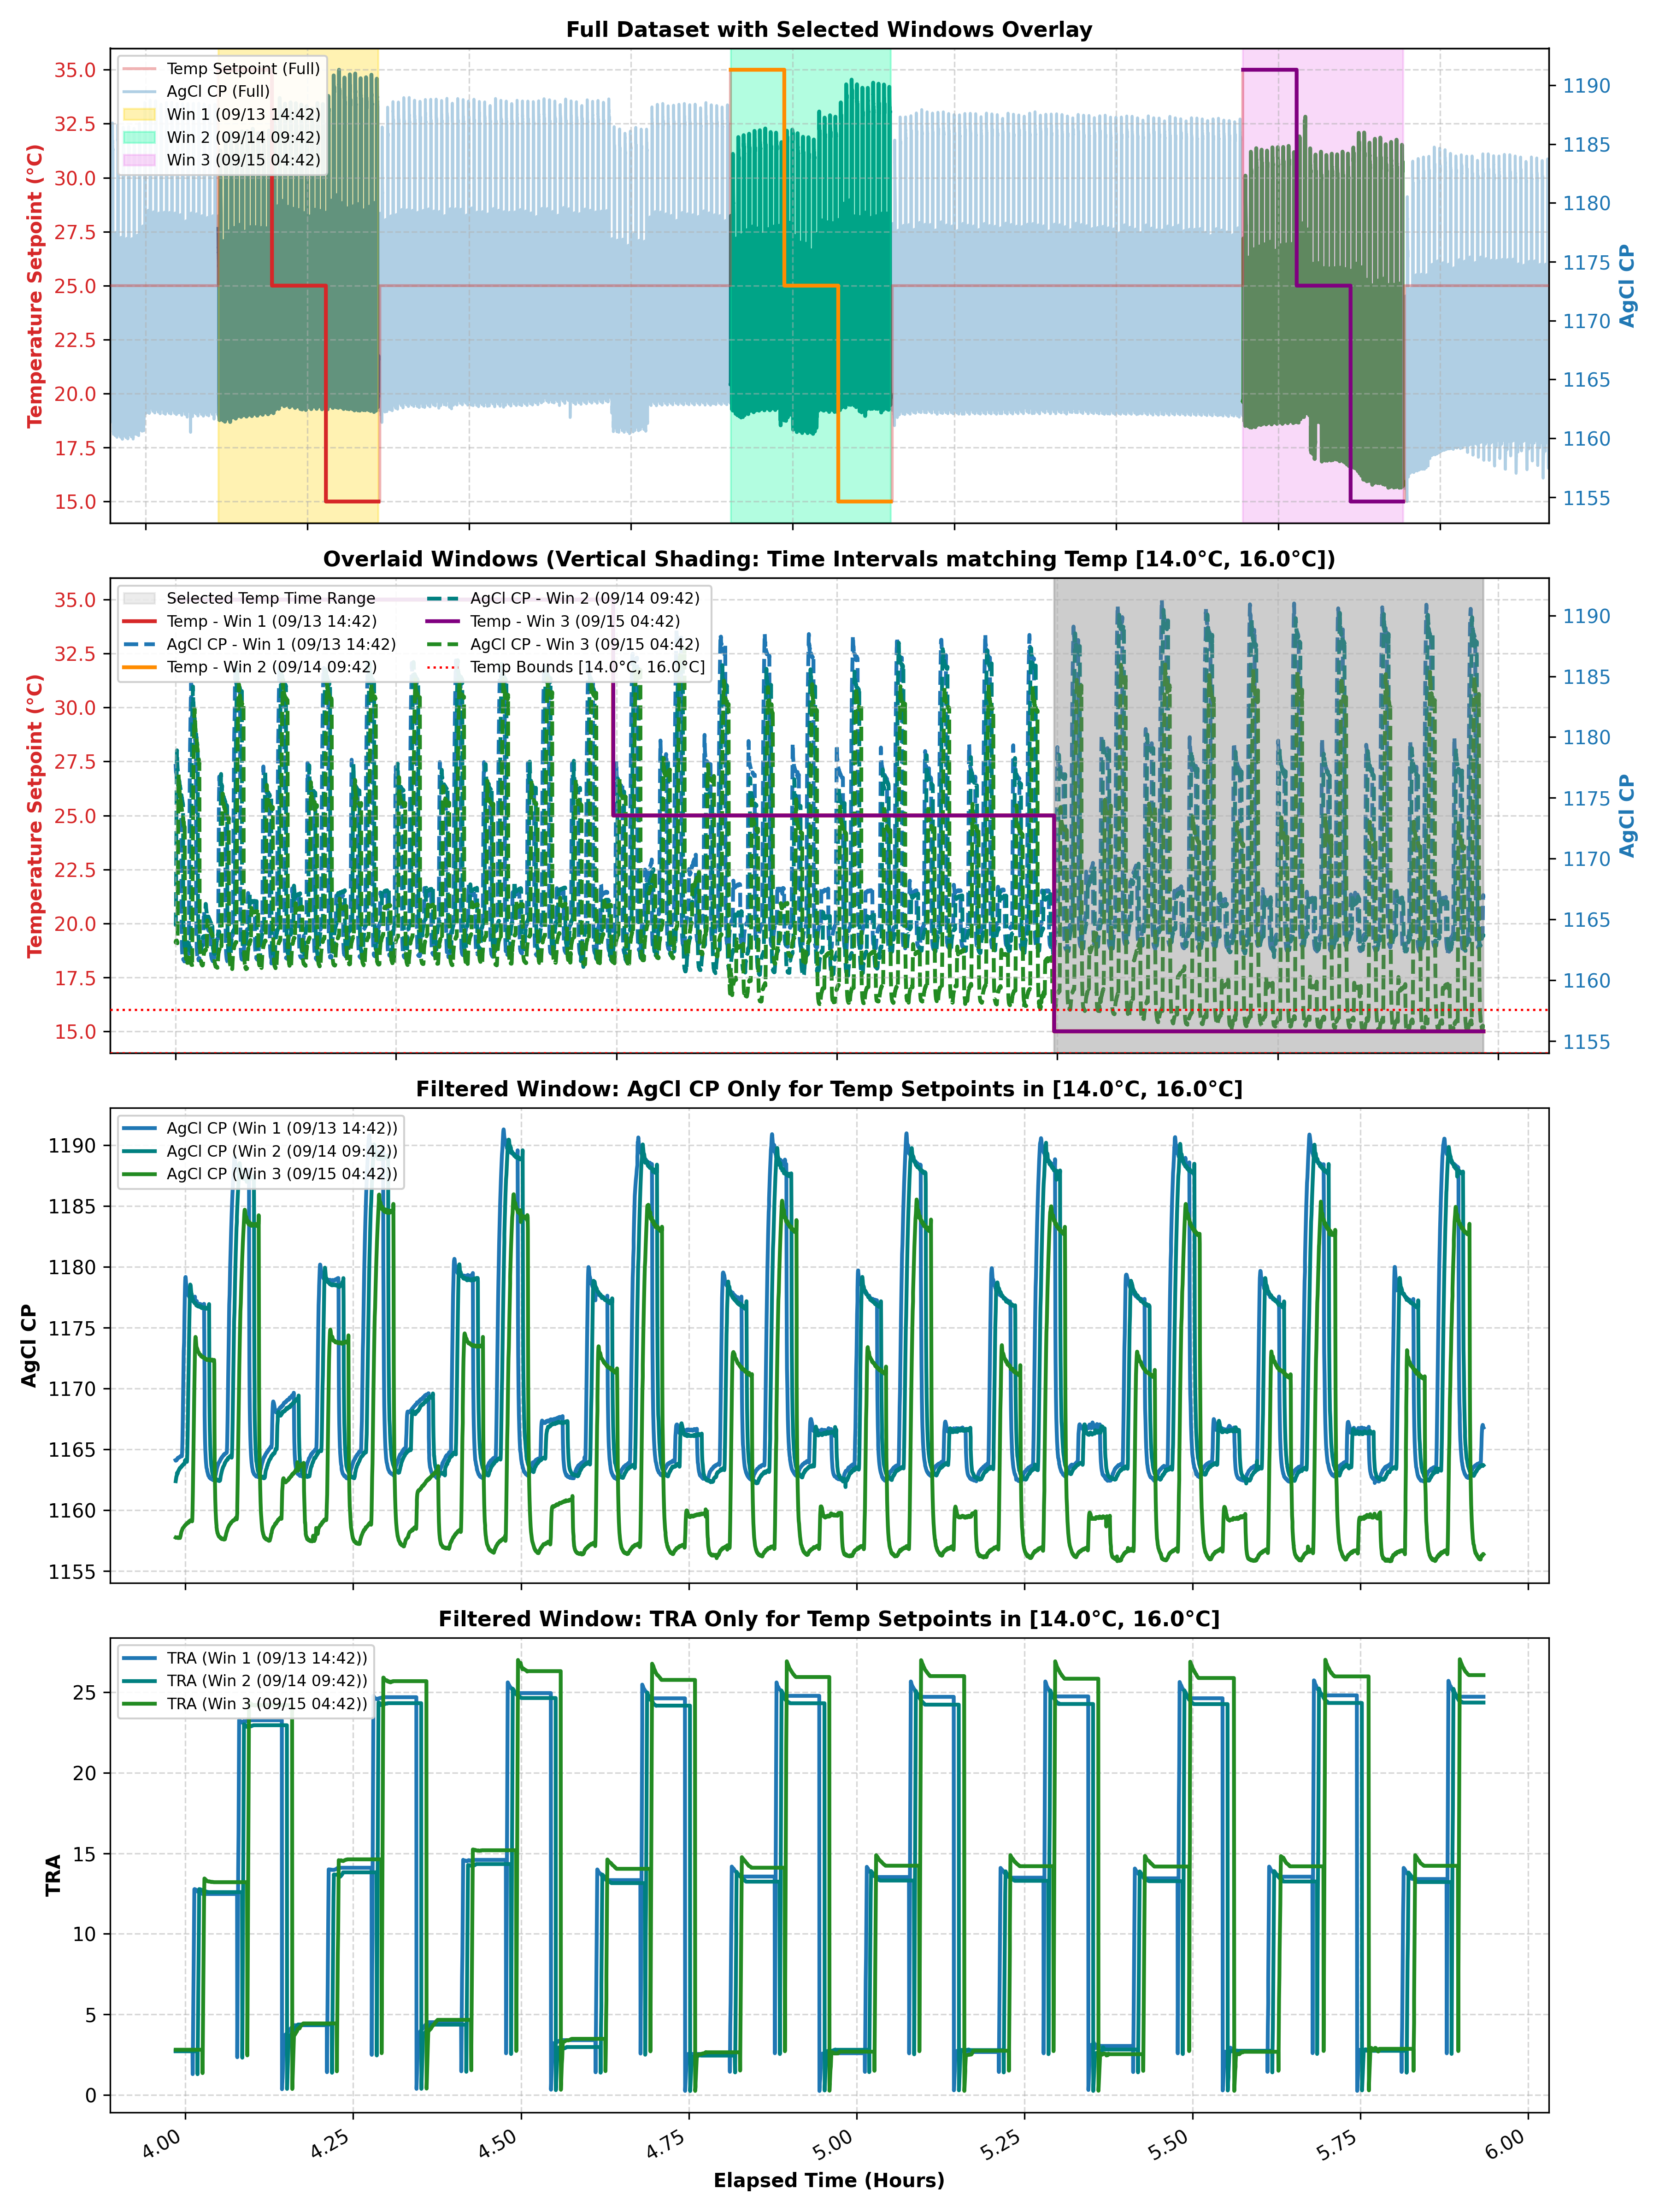 Full Dataset with Selected Windows Overlay
35.0
32.5
30.0
27.5
25.0
22.5
20.0
17.5
15.0
Temperature Setpoint (°C)
Temp Setpoint (Full)
AgCl CP (Full)
Win 1 (09/13 14:42)
Win 2 (09/14 09:42)
Win 3 (09/15 04:42)
1190
1185
1180
1175
1170
1165
1160
1155
AgCl CP
Overlaid Windows (Vertical Shading: Time Intervals matching Temp [14.0°C, 16.0°C])
35.0
32.5
30.0
27.5
25.0
22.5
20.0
17.5
15.0
Temperature Setpoint (°C)
Selected Temp Time Range
Temp - Win 1 (09/13 14:42)
AgCl CP - Win 1 (09/13 14:42)
Temp - Win 2 (09/14 09:42)
AgCl CP - Win 2 (09/14 09:42)
Temp - Win 3 (09/15 04:42)
AgCl CP - Win 3 (09/15 04:42)
Temp Bounds [14.0°C, 16.0°C]
1190
1185
1180
1175
1170
1165
1160
1155
AgCl CP
Filtered Window: AgCl CP Only for Temp Setpoints in [14.0°C, 16.0°C]
1190
1185
1180
1175
1170
1165
1160
1155
AgCl CP
AgCl CP (Win 1 (09/13 14:42))
AgCl CP (Win 2 (09/14 09:42))
AgCl CP (Win 3 (09/15 04:42))
Filtered Window: TRA Only for Temp Setpoints in [14.0°C, 16.0°C]
25
20
15
10
5
0
TRA
TRA (Win 1 (09/13 14:42))
TRA (Win 2 (09/14 09:42))
TRA (Win 3 (09/15 04:42))
4.00
4.25
4.50
4.75
5.00
5.25
5.50
5.75
6.00
Elapsed Time (Hours)